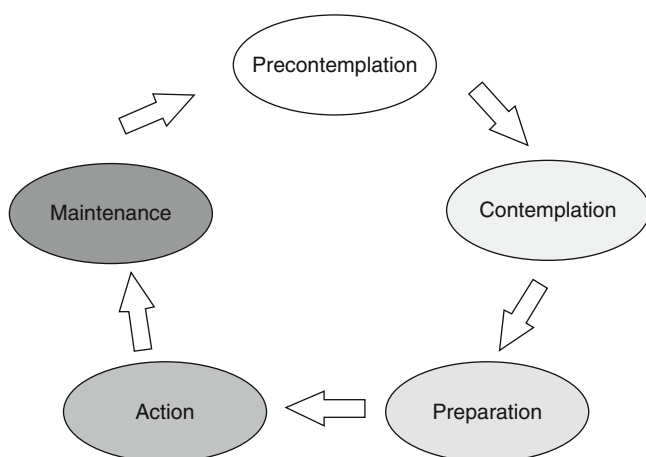 Precontemplation
Contemplation
Preparation
Action
Maintenance